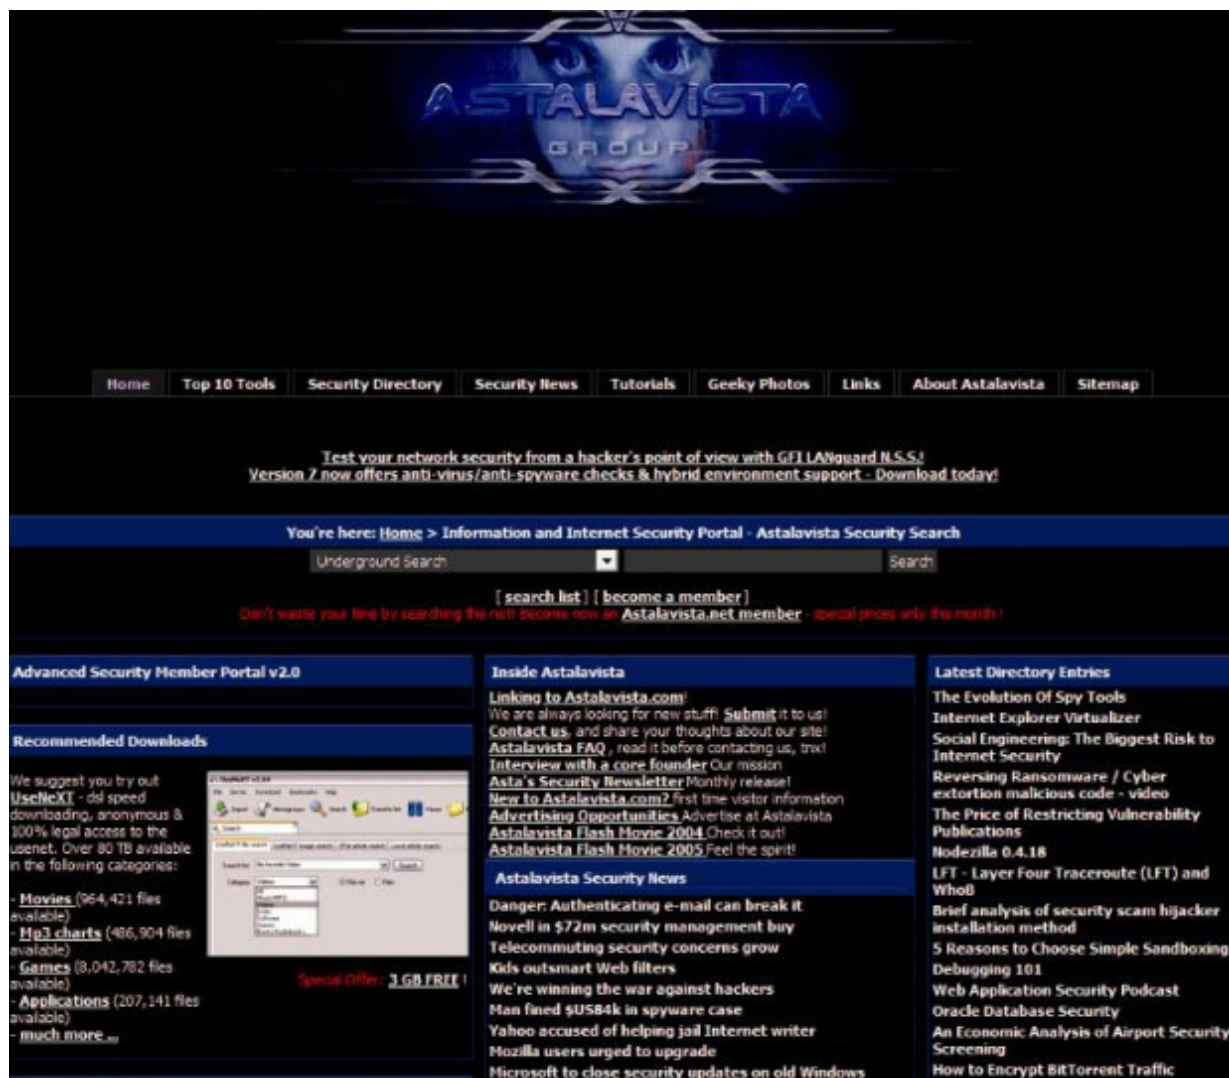 ASTALAVISTA
GROUP
Home
Top 10 Tools
Security Directory
Security News
Tutorials
Geeky Photos
Links
About Astalavista
Sitemap
Test your network security from a hacker's point of view with GFI LANguard N.S.S.!
Version 7 now offers anti-virus/anti-spyware checks & hybrid environment support - Download today!
You're here: Home > Information and Internet Security Portal - Astalavista Security Search
Underground Search
Search
[ search list ] [ become a member ]
Don't waste your time by searching the net! Become now an Astalavista.net member - special prices only this month !
Advanced Security Member Portal v2.0
Recommended Downloads
We suggest you try out
UseNeXT - dsl speed
downloading, anonymous &
100% legal access to the
usenet. Over 80 TB available
in the following categories:
- Movies (964,421 files
available)
- Mp3 charts (486,904 files
available)
- Games (8,042,782 files
available)
- Applications (207,141 files
available)
- much more ...
Special Offer: 3 GB FREE !
Inside Astalavista
Linking to Astalavista.com!
We are always looking for new stuff! Submit it to us!
Contact us, and share your thoughts about our site!
Astalavista FAQ , read it before contacting us, tnx!
Interview with a core founder Our mission
Asta's Security Newsletter Monthly release!
New to Astalavista.com? first time visitor information
Advertising Opportunities Advertise at Astalavista
Astalavista Flash Movie 2004 Check it out!
Astalavista Flash Movie 2005 Feel the spirit!
Astalavista Security News
Danger: Authenticating e-mail can break it
Novell in $72m security management buy
Telecommuting security concerns grow
Kids outsmart Web filters
We're winning the war against hackers
Man fined $US84k in spyware case
Yahoo accused of helping jail Internet writer
Mozilla users urged to upgrade
Microsoft to close security updates on old Windows
Latest Directory Entries
The Evolution Of Spy Tools
Internet Explorer Virtualizer
Social Engineering: The Biggest Risk to
Internet Security
Reversing Ransomware / Cyber
extortion malicious code - video
The Price of Restricting Vulnerability
Publications
Nodezilla 0.4.18
LFT - Layer Four Traceroute (LFT) and
WhoB
Brief analysis of security scam hijacker
installation method
5 Reasons to Choose Simple Sandboxing
Debugging 101
Web Application Security Podcast
Oracle Database Security
An Economic Analysis of Airport Security
Screening
How to Encrypt BitTorrent Traffic